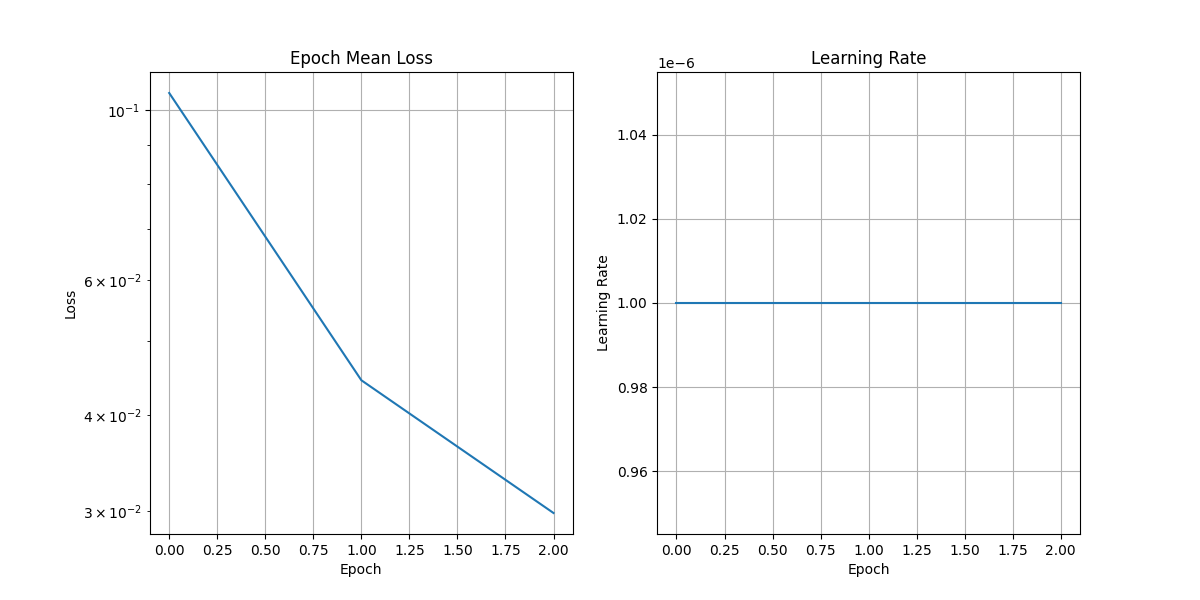 Epoch Mean Loss
10⁻¹
6 × 10⁻²
4 × 10⁻²
3 × 10⁻²
Loss
0.00 0.25 0.50 0.75 1.00 1.25 1.50 1.75 2.00
Epoch
Learning Rate
1e−6
1.04
1.02
1.00
0.98
0.96
Learning Rate
0.00 0.25 0.50 0.75 1.00 1.25 1.50 1.75 2.00
Epoch